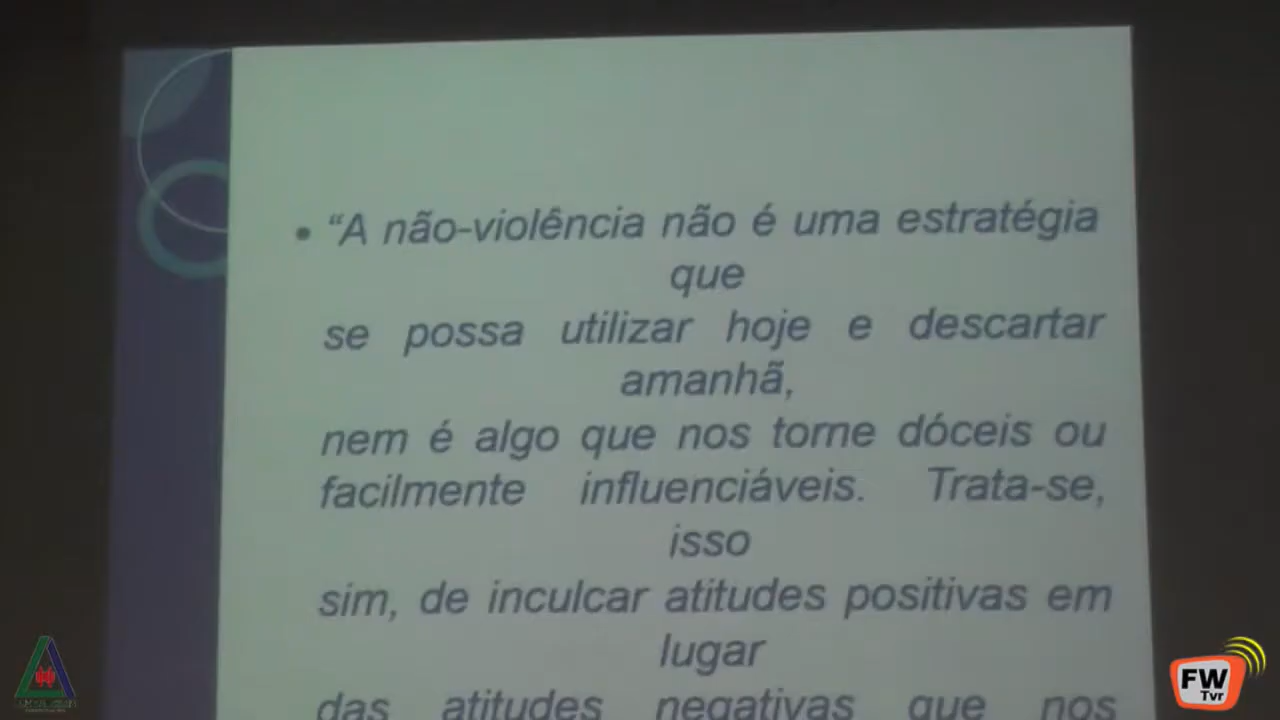 • “A não-violência não é uma estratégia
que
se possa utilizar hoje e descartar
amanhã,
nem é algo que nos torne dóceis ou
facilmente influenciáveis. Trata-se,
isso
sim, de inculcar atitudes positivas em
lugar
das atitudes negativas que nos
FW
Tvr